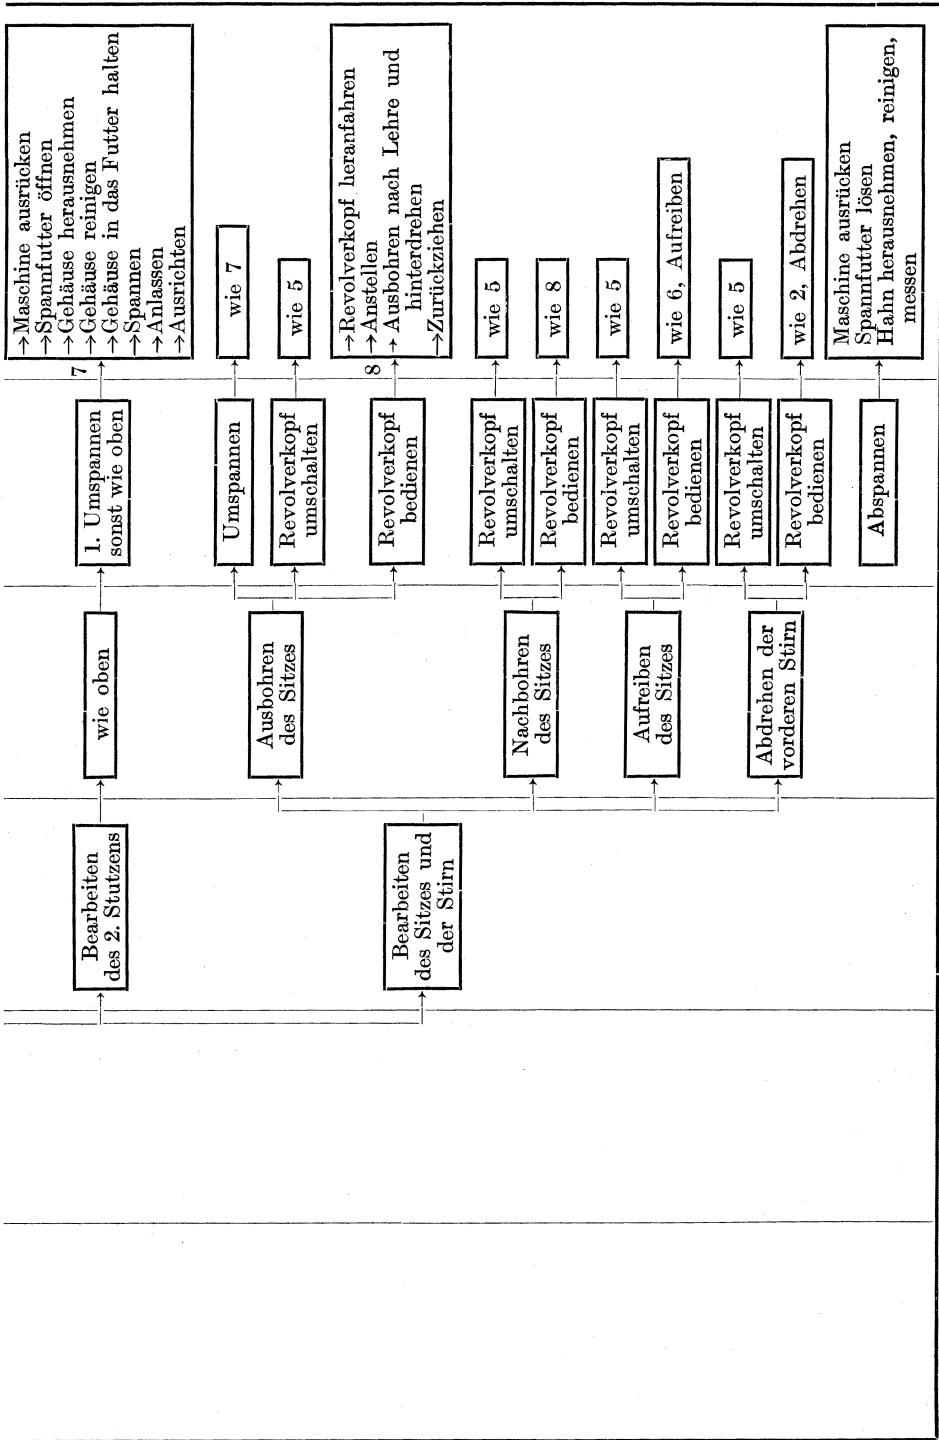 Bearbeiten
des 2. Stutzens
wie oben
1. Umspannen
sonst wie oben
7
→Maschine ausrücken
→Spannfutter öffnen
→Gehäuse herausnehmen
→Gehäuse reinigen
→Gehäuse in das Futter halten
→Spannen
→Anlassen
→Ausrichten
Bearbeiten
des Sitzes und
der Stirn
Ausbohren
des Sitzes
Umspannen
wie 7
Revolverkopf
umschalten
wie 5
Revolverkopf
bedienen
8
→Revolverkopf heranfahren
→Anstellen
→Ausbohren nach Lehre und
hinterdrehen
→Zurückziehen
Nachbohren
des Sitzes
Revolverkopf
umschalten
wie 5
Revolverkopf
bedienen
wie 8
Aufreiben
des Sitzes
Revolverkopf
umschalten
wie 5
Revolverkopf
bedienen
wie 6, Aufreiben
Abdrehen der
vorderen Stirn
Revolverkopf
umschalten
wie 5
Revolverkopf
bedienen
wie 2, Abdrehen
Abspannen
Maschine ausrücken
Spannfutter lösen
Hahn herausnehmen, reinigen,
messen